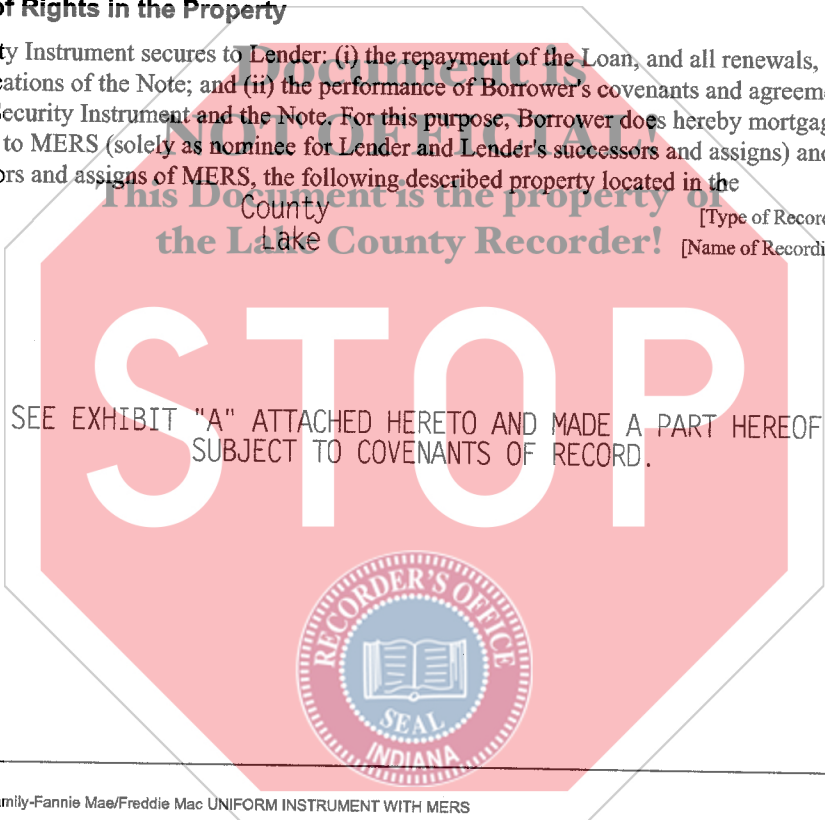 of Rights in the Property
ty Instrument secures to Lender: (i) the repayment of the Loan, and all renewals,
cations of the Note; and (ii) the performance of Borrower's covenants and agreem
Security Instrument and the Note. For this purpose, Borrower does hereby mortgag
to MERS (solely as nominee for Lender and Lender's successors and assigns) and
ors and assigns of MERS, the following described property located in the
County [Type of Record
Lake [Name of Recordi
Document is
NOT OFFICIAL!
This Document is the property of
the Lake County Recorder!
STOP
SEE EXHIBIT "A" ATTACHED HERETO AND MADE A PART HEREOF
SUBJECT TO COVENANTS OF RECORD.
RECORDER'S OFFICE
SEAL
INDIANA
mily-Fannie Mae/Freddie Mac UNIFORM INSTRUMENT WITH MERS